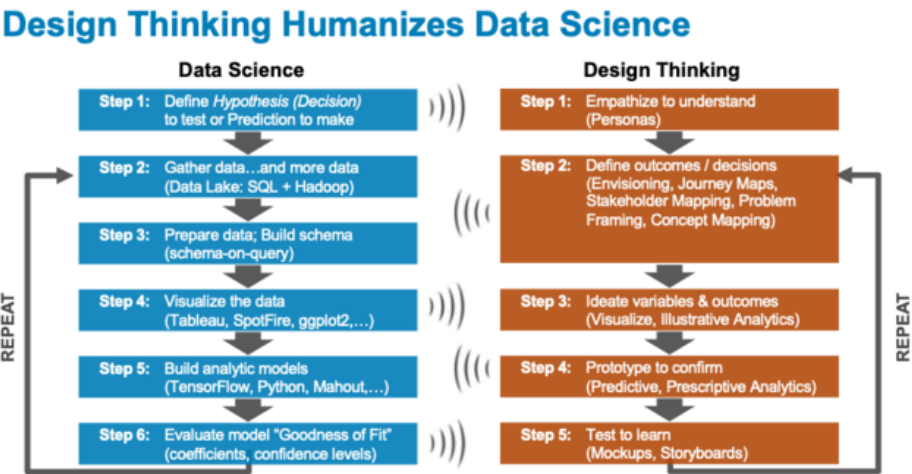 Design Thinking Humanizes Data Science
Data Science
Step 1: Define Hypothesis (Decision)
to test or Prediction to make
Step 2: Gather data…and more data
(Data Lake: SQL + Hadoop)
Step 3: Prepare data; Build schema
(schema-on-query)
Step 4: Visualize the data
(Tableau, SpotFire, ggplot2,…)
Step 5: Build analytic models
(TensorFlow, Python, Mahout,…)
Step 6: Evaluate model "Goodness of Fit"
(coefficients, confidence levels)
REPEAT
Design Thinking
Step 1: Empathize to understand
(Personas)
Step 2: Define outcomes / decisions
(Envisioning, Journey Maps,
Stakeholder Mapping, Problem
Framing, Concept Mapping)
Step 3: Ideate variables & outcomes
(Visualize, Illustrative Analytics)
Step 4: Prototype to confirm
(Predictive, Prescriptive Analytics)
Step 5: Test to learn
(Mockups, Storyboards)
REPEAT